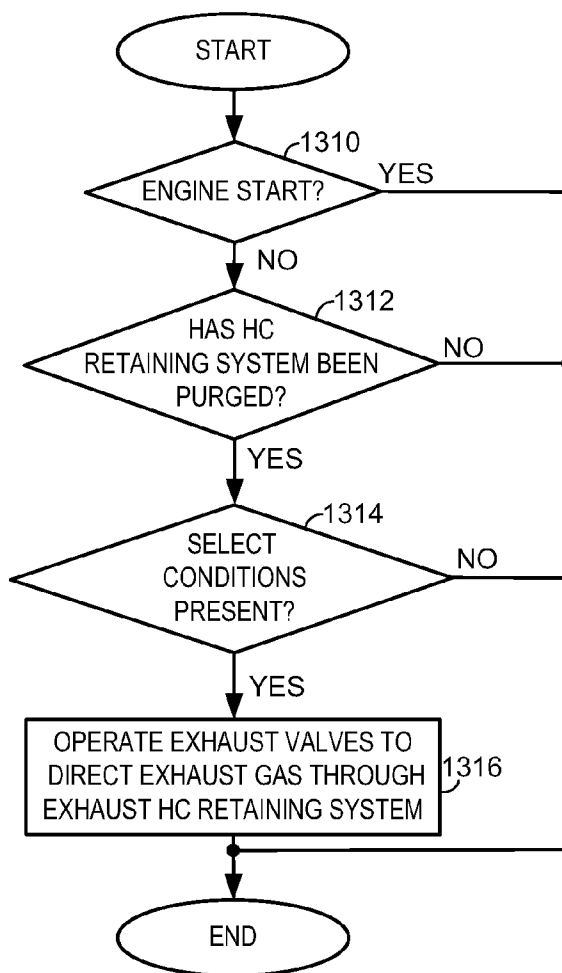 START
1310
ENGINE START?
YES
NO
1312
HAS HC
RETAINING SYSTEM BEEN
PURGED?
NO
YES
1314
SELECT
CONDITIONS
PRESENT?
NO
YES
OPERATE EXHAUST VALVES TO
DIRECT EXHAUST GAS THROUGH
EXHAUST HC RETAINING SYSTEM
1316
END